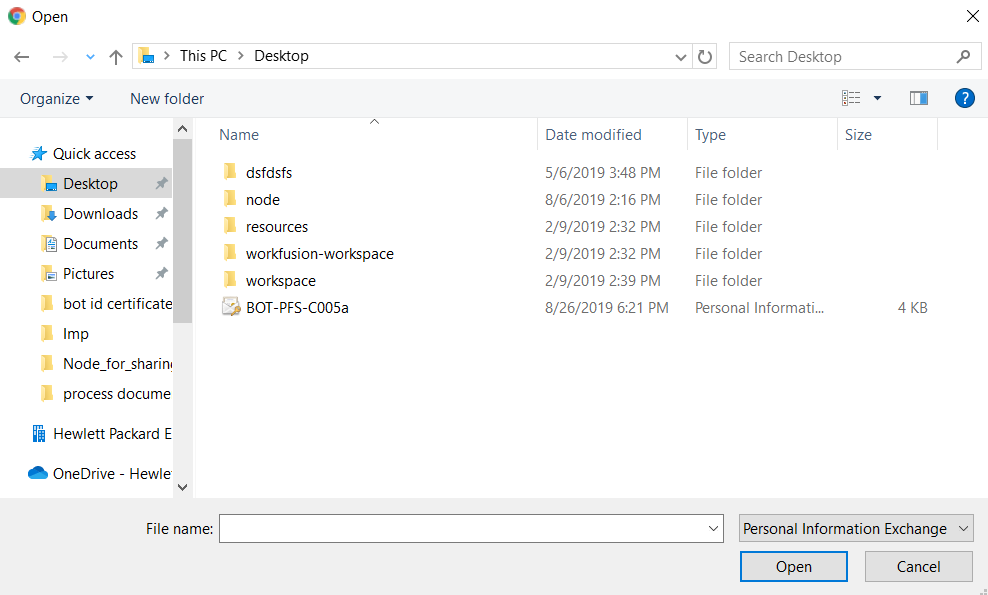 Open
This PC > Desktop
Search Desktop
Organize New folder
?
Name Date modified Type Size
Quick access
Desktop
Downloads
Documents
Pictures
bot id certificate
Imp
Node_for_sharing
process docume
Hewlett Packard E
OneDrive - Hewle
dsfdsfs 5/6/2019 3:48 PM File folder
node 8/6/2019 2:16 PM File folder
resources 2/9/2019 2:32 PM File folder
workfusion-workspace 2/9/2019 2:32 PM File folder
workspace 2/9/2019 2:39 PM File folder
BOT-PFS-C005a 8/26/2019 6:21 PM Personal Informati... 4 KB
File name: Personal Information Exchange
Open Cancel